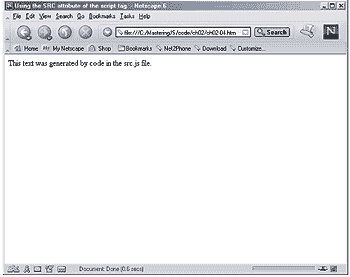 Using the SRC attribute of the script tag. - Netscape 6
File Edit View Search Go Bookmarks Tasks Help
file:///C:/MasteringJS/code/ch02/ch02-04.htm Search N
Home My Netscape Shop Bookmarks Net2Phone Download Customize...
This text was generated by code in the src.js file.
Document: Done (0.6 secs)